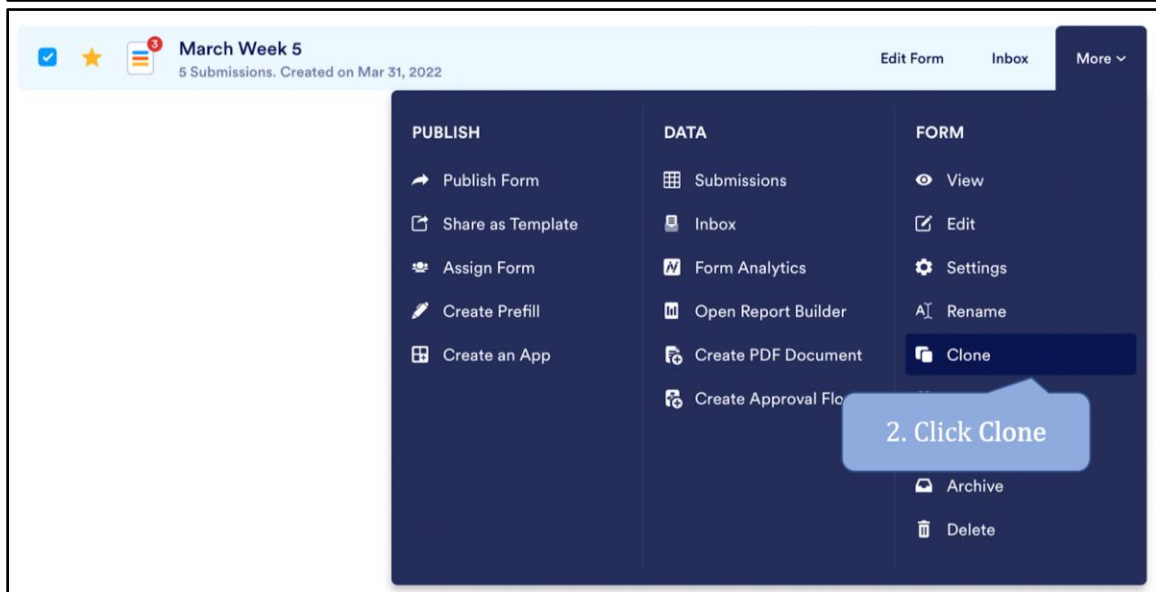 3
March Week 5
5 Submissions. Created on Mar 31, 2022
Edit Form
Inbox
More
PUBLISH
Publish Form
Share as Template
Assign Form
Create Prefill
Create an App
DATA
Submissions
Inbox
Form Analytics
Open Report Builder
Create PDF Document
Create Approval Flo
FORM
View
Edit
Settings
Rename
Clone
2. Click Clone
Archive
Delete